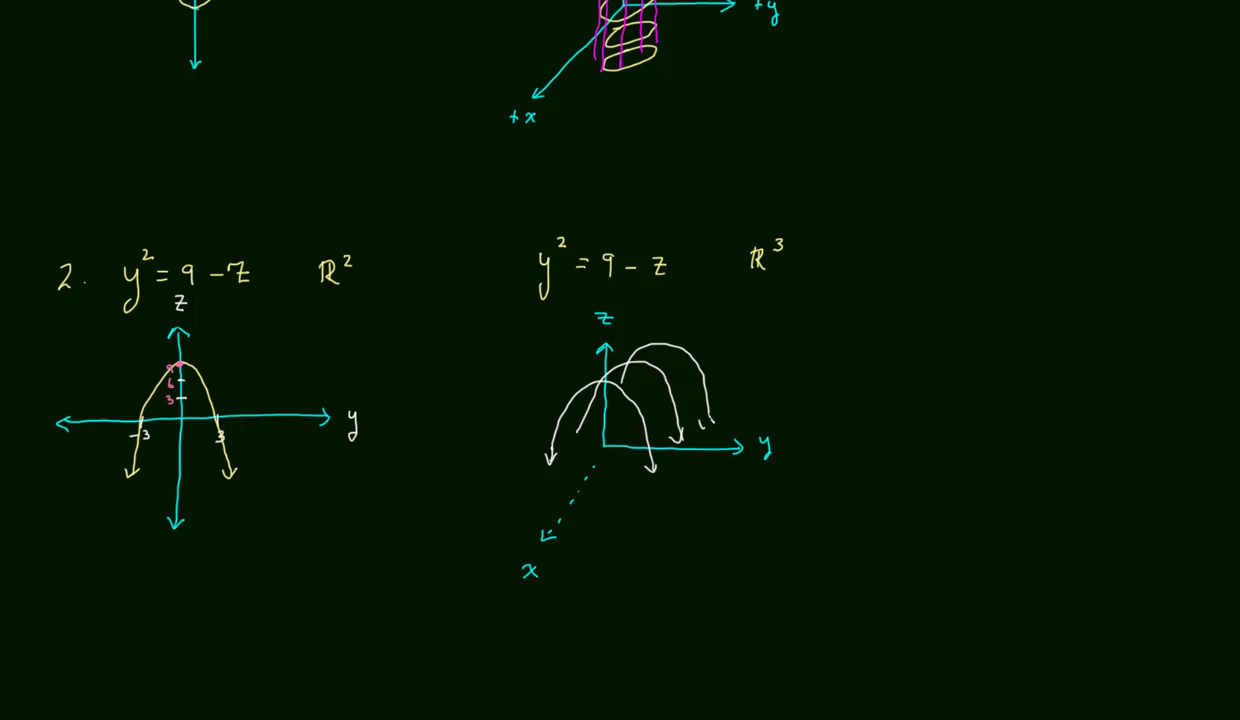 +y
+x
2. y² = 9 - z ℝ²
z
9
6
3
-3 3
y
y² = 9 - z ℝ³
z
y
x